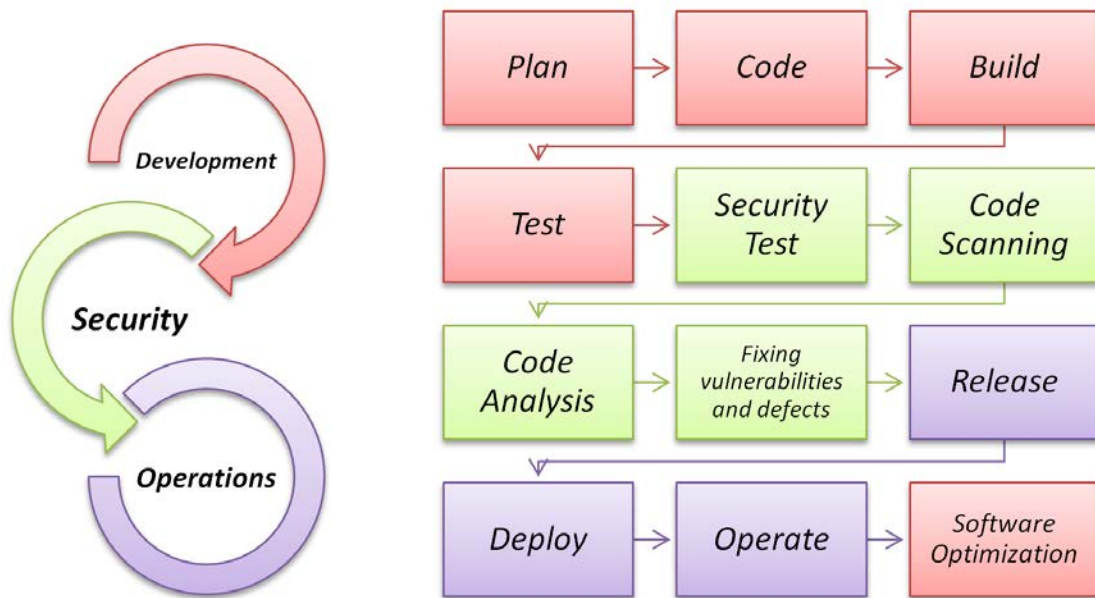 Development
Security
Operations
Plan
Code
Build
Test
Security
Test
Code
Scanning
Code
Analysis
Fixing
vulnerabilities
and defects
Release
Deploy
Operate
Software
Optimization